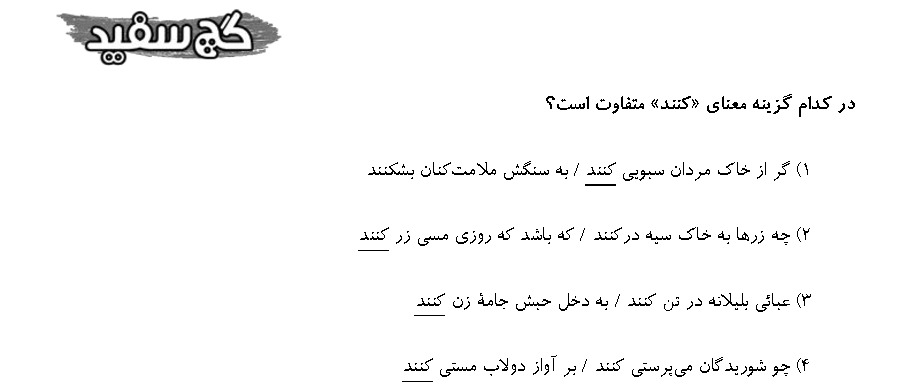 گچ سفید
در کدام گزینه معنای «کنند» متفاوت است؟
۱) گر از خاک مردان سبویی کنند / به سنگش ملامت‌کنان بشکنند
۲) چه زرها به خاک سیه درکنند / که باشد که روزی مسی زر کنند
۳) عبائی بلیلانه در تن کنند / به دخل حبش جامهٔ زن کنند
۴) چو شوریدگان می‌پرستی کنند / بر آواز دولاب مستی کنند